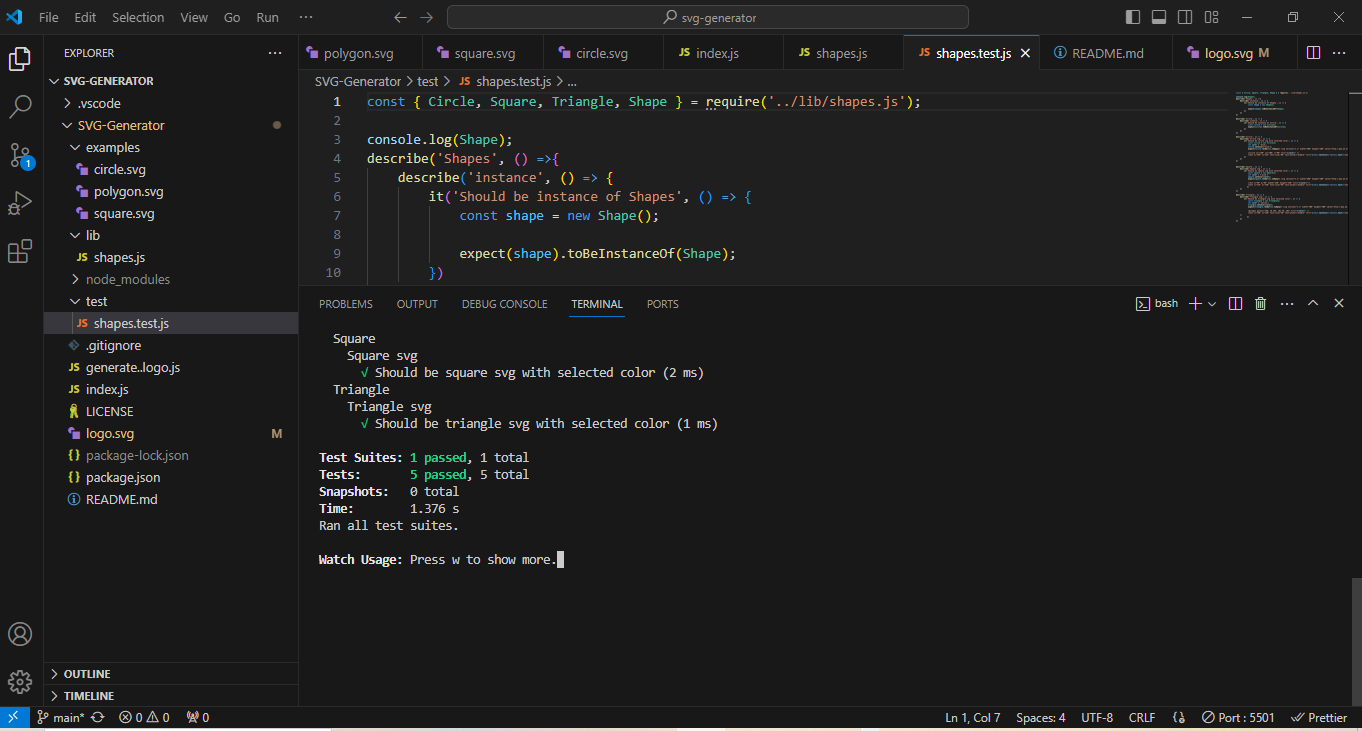 File Edit Selection View Go Run ··· svg-generator
EXPLORER ···
SVG-GENERATOR
.vscode
SVG-Generator
examples
circle.svg
polygon.svg
square.svg
lib
JS shapes.js
node_modules
test
JS shapes.test.js
.gitignore
JS generate..logo.js
JS index.js
LICENSE
logo.svg M
{} package-lock.json
{} package.json
README.md
OUTLINE
TIMELINE
1
polygon.svg square.svg circle.svg JS index.js JS shapes.js JS shapes.test.js README.md logo.svg M ···
SVG-Generator > test > JS shapes.test.js > ...
1 const { Circle, Square, Triangle, Shape } = require('../lib/shapes.js');
2
3 console.log(Shape);
4 describe('Shapes', () =>{
5 describe('instance', () => {
6 it('Should be instance of Shapes', () => {
7 const shape = new Shape();
8
9 expect(shape).toBeInstanceOf(Shape);
10 })
PROBLEMS OUTPUT DEBUG CONSOLE TERMINAL PORTS bash ···
Square
Square svg
√ Should be square svg with selected color (2 ms)
Triangle
Triangle svg
√ Should be triangle svg with selected color (1 ms)
Test Suites: 1 passed, 1 total
Tests: 5 passed, 5 total
Snapshots: 0 total
Time: 1.376 s
Ran all test suites.
Watch Usage: Press w to show more.
main* 0 0 0 Ln 1, Col 7 Spaces: 4 UTF-8 CRLF Port : 5501 Prettier